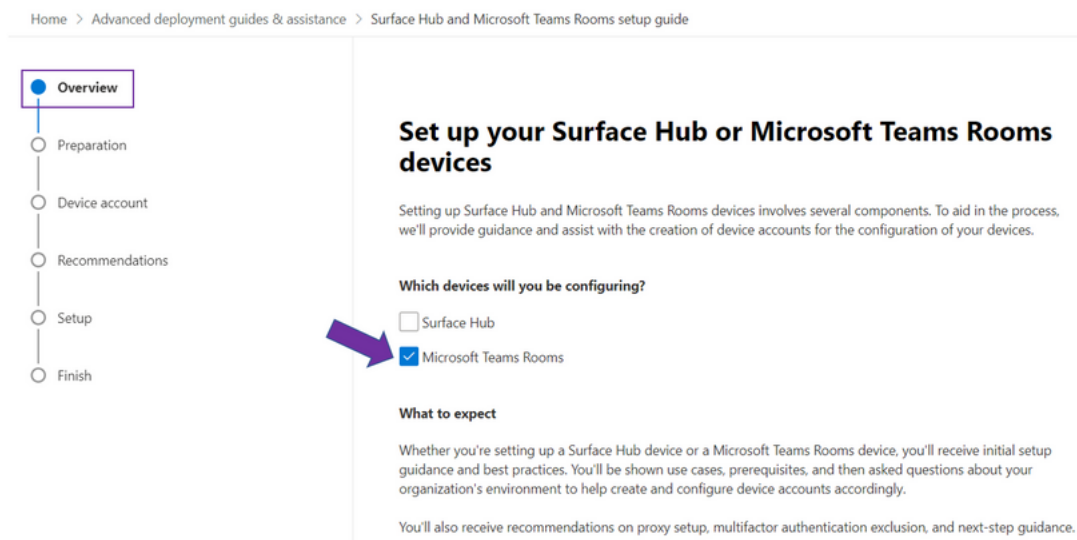 Home > Advanced deployment guides & assistance > Surface Hub and Microsoft Teams Rooms setup guide
Overview
Preparation
Device account
Recommendations
Setup
Finish
Set up your Surface Hub or Microsoft Teams Rooms
devices
Setting up Surface Hub and Microsoft Teams Rooms devices involves several components. To aid in the process,
we'll provide guidance and assist with the creation of device accounts for the configuration of your devices.
Which devices will you be configuring?
Surface Hub
Microsoft Teams Rooms
What to expect
Whether you're setting up a Surface Hub device or a Microsoft Teams Rooms device, you'll receive initial setup
guidance and best practices. You'll be shown use cases, prerequisites, and then asked questions about your
organization's environment to help create and configure device accounts accordingly.
You'll also receive recommendations on proxy setup, multifactor authentication exclusion, and next-step guidance.